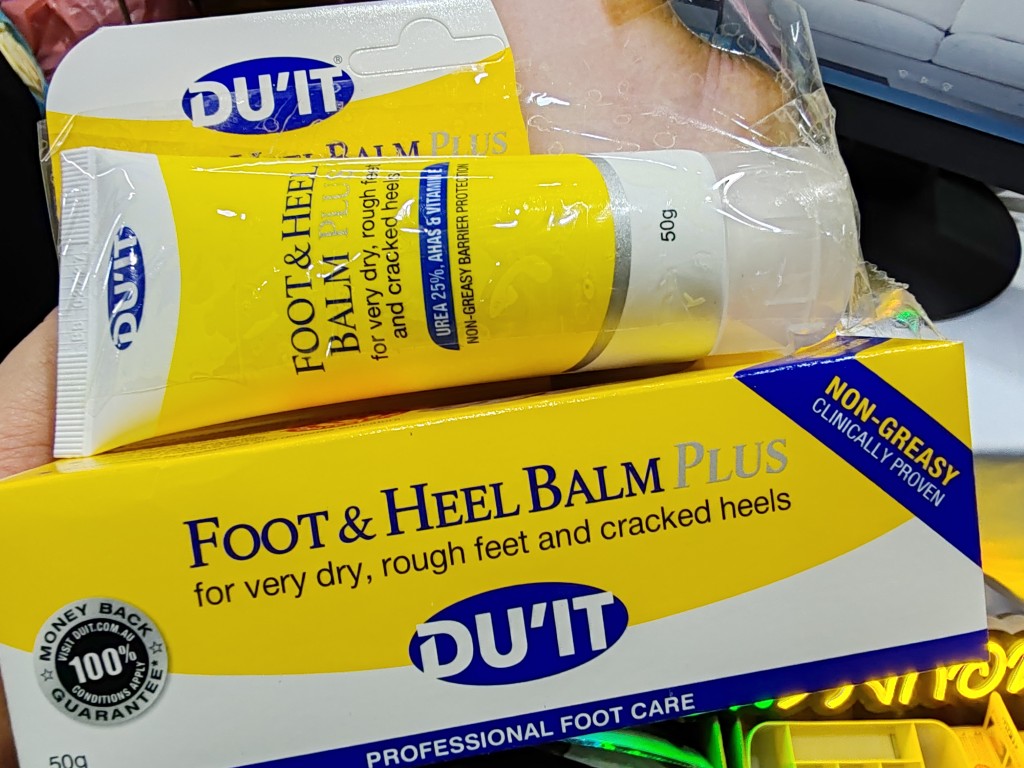 DU'IT®
HEEL BALM PLUS
DU'IT
FOOT & HEEL
BALM PLUS
for very dry, rough feet
and cracked heels
UREA 25%, AHAS & VITAMIN E
NON-GREASY BARRIER PROTECTION
50g
NON-GREASY
CLINICALLY PROVEN
FOOT & HEEL BALM PLUS
for very dry, rough feet and cracked heels
DU'IT
MONEY BACK
VISIT DUIT.COM.AU
100%
CONDITIONS APPLY
GUARANTEE*
PROFESSIONAL FOOT CARE
50g